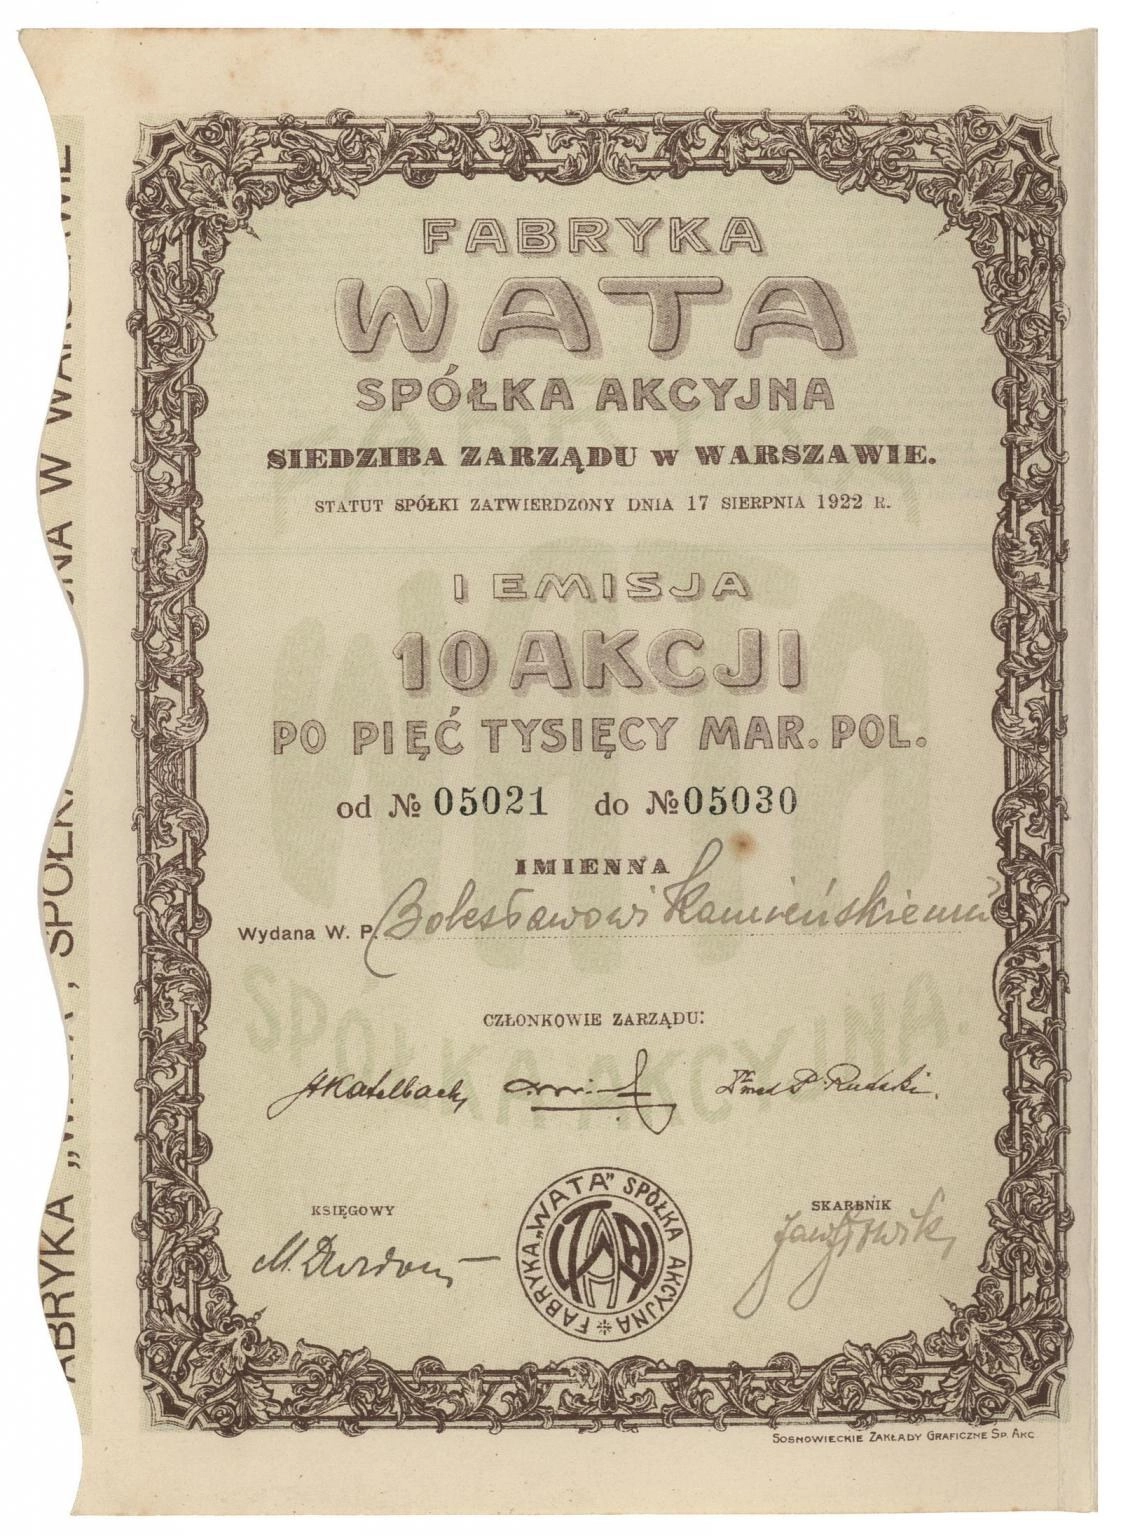 FABRYKA
WATA
SPÓŁKA AKCYJNA
SIEDZIBA ZARZĄDU w WARSZAWIE.
STATUT SPÓŁKI ZATWIERDZONY DNIA 17 SIERPNIA 1922 R.
I EMISJA
10 AKCJI
PO PIĘĆ TYSIĘCY MAR. POL.
od № 05021 do № 05030
IMIENNA
Wydana W. P. Bolesławowi Kamieńskiemu
CZŁONKOWIE ZARZĄDU:
AKatelbach
KSIĘGOWY
SKARBNIK
FABRYKA „WATA” SPÓŁKA AKCYJNA
WATA
SOSNOWIECKIE ZAKŁADY GRAFICZNE SP. AKC
FABRYKA
WATA
SPÓŁKA AKCYJNA